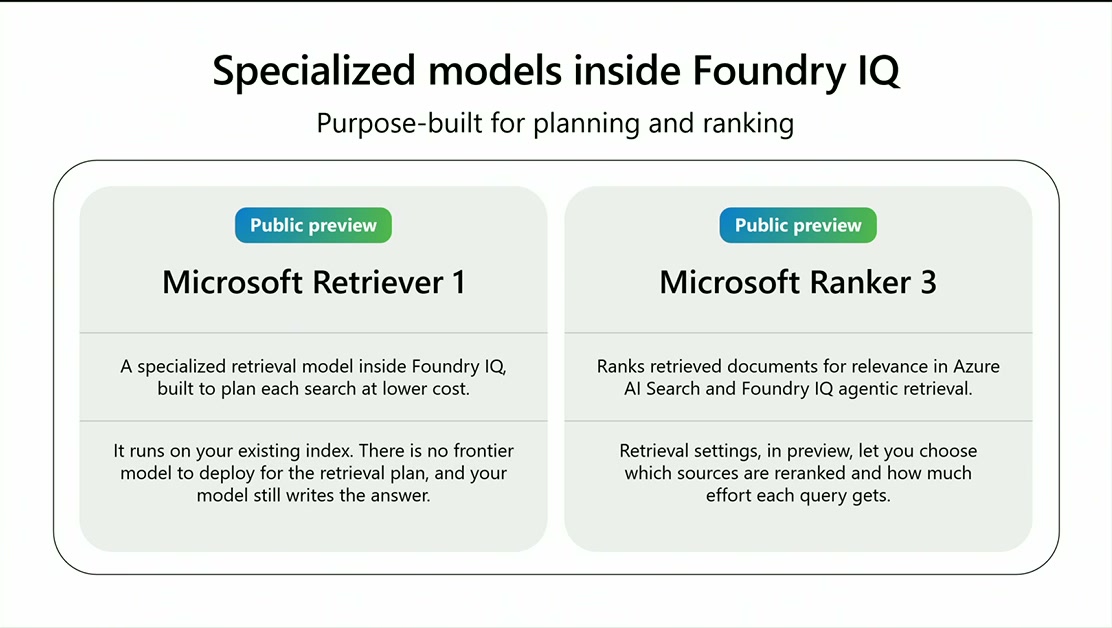 Specialized models inside Foundry IQ
Purpose-built for planning and ranking
Public preview
Microsoft Retriever 1
A specialized retrieval model inside Foundry IQ,
built to plan each search at lower cost.
It runs on your existing index. There is no frontier
model to deploy for the retrieval plan, and your
model still writes the answer.
Public preview
Microsoft Ranker 3
Ranks retrieved documents for relevance in Azure
AI Search and Foundry IQ agentic retrieval.
Retrieval settings, in preview, let you choose
which sources are reranked and how much
effort each query gets.